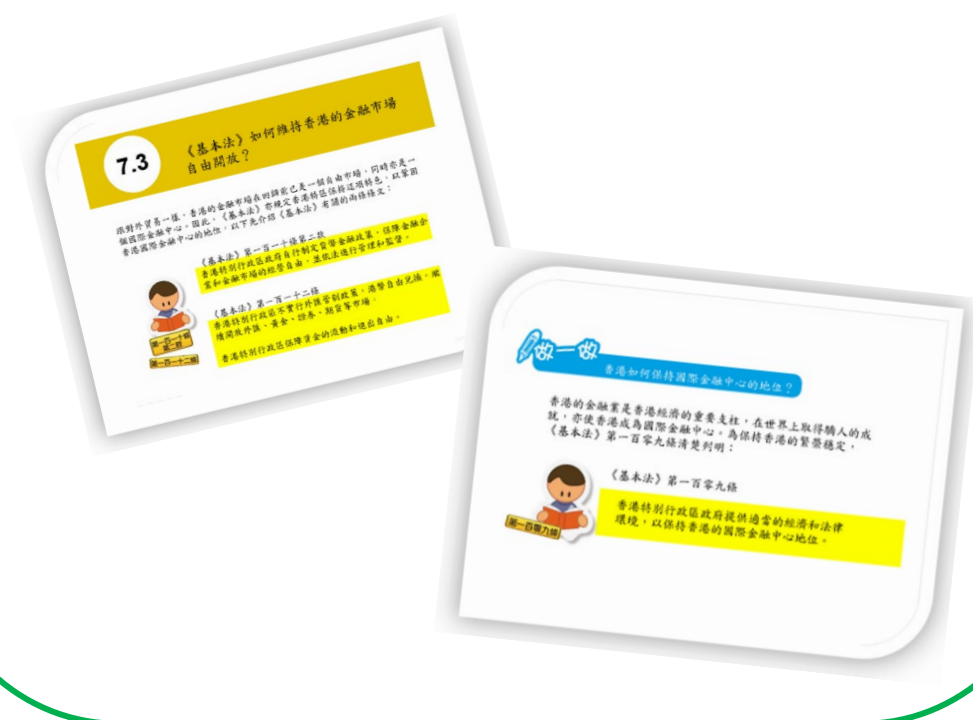 7.3
《基本法》如何維持香港的金融市場
自由開放？
跟對外貿易一樣，香港的金融市場在回歸前已是一個自由市場，同時亦是一
個國際金融中心。因此，《基本法》亦規定香港特區保持這項特色，以鞏固
香港國際金融中心的地位，以下先介紹《基本法》有關的兩條條文：
《基本法》第一百一十條第二款
香港特別行政區政府自行制定貨幣金融政策，保障金融企
業和金融市場的經營自由，並依法進行管理和監督。
《基本法》第一百一十二條
香港特別行政區不實行外匯管制政策。港幣自由兌換。繼
續開放外匯、黃金、證券、期貨等市場。
香港特別行政區保障資金的流動和進出自由。
第一百一十條
第二款
第一百一十二條
做一做
香港如何保持國際金融中心的地位？
香港的金融業是香港經濟的重要支柱，在世界上取得驕人的成
就，亦使香港成為國際金融中心。為保持香港的繁榮穩定，
《基本法》第一百零九條清楚列明：
《基本法》第一百零九條
香港特別行政區政府提供適當的經濟和法律
環境，以保持香港的國際金融中心地位。
第一百零九條